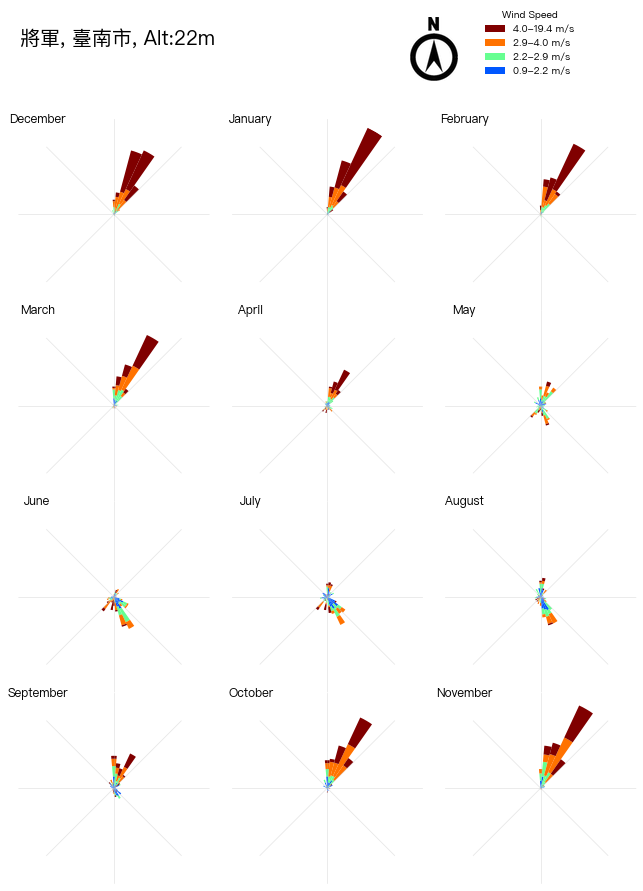 將軍, 臺南市, Alt:22m
N
Wind Speed
4.0–19.4 m/s
2.9–4.0 m/s
2.2–2.9 m/s
0.9–2.2 m/s
December
January
February
March
April
May
June
July
August
September
October
November